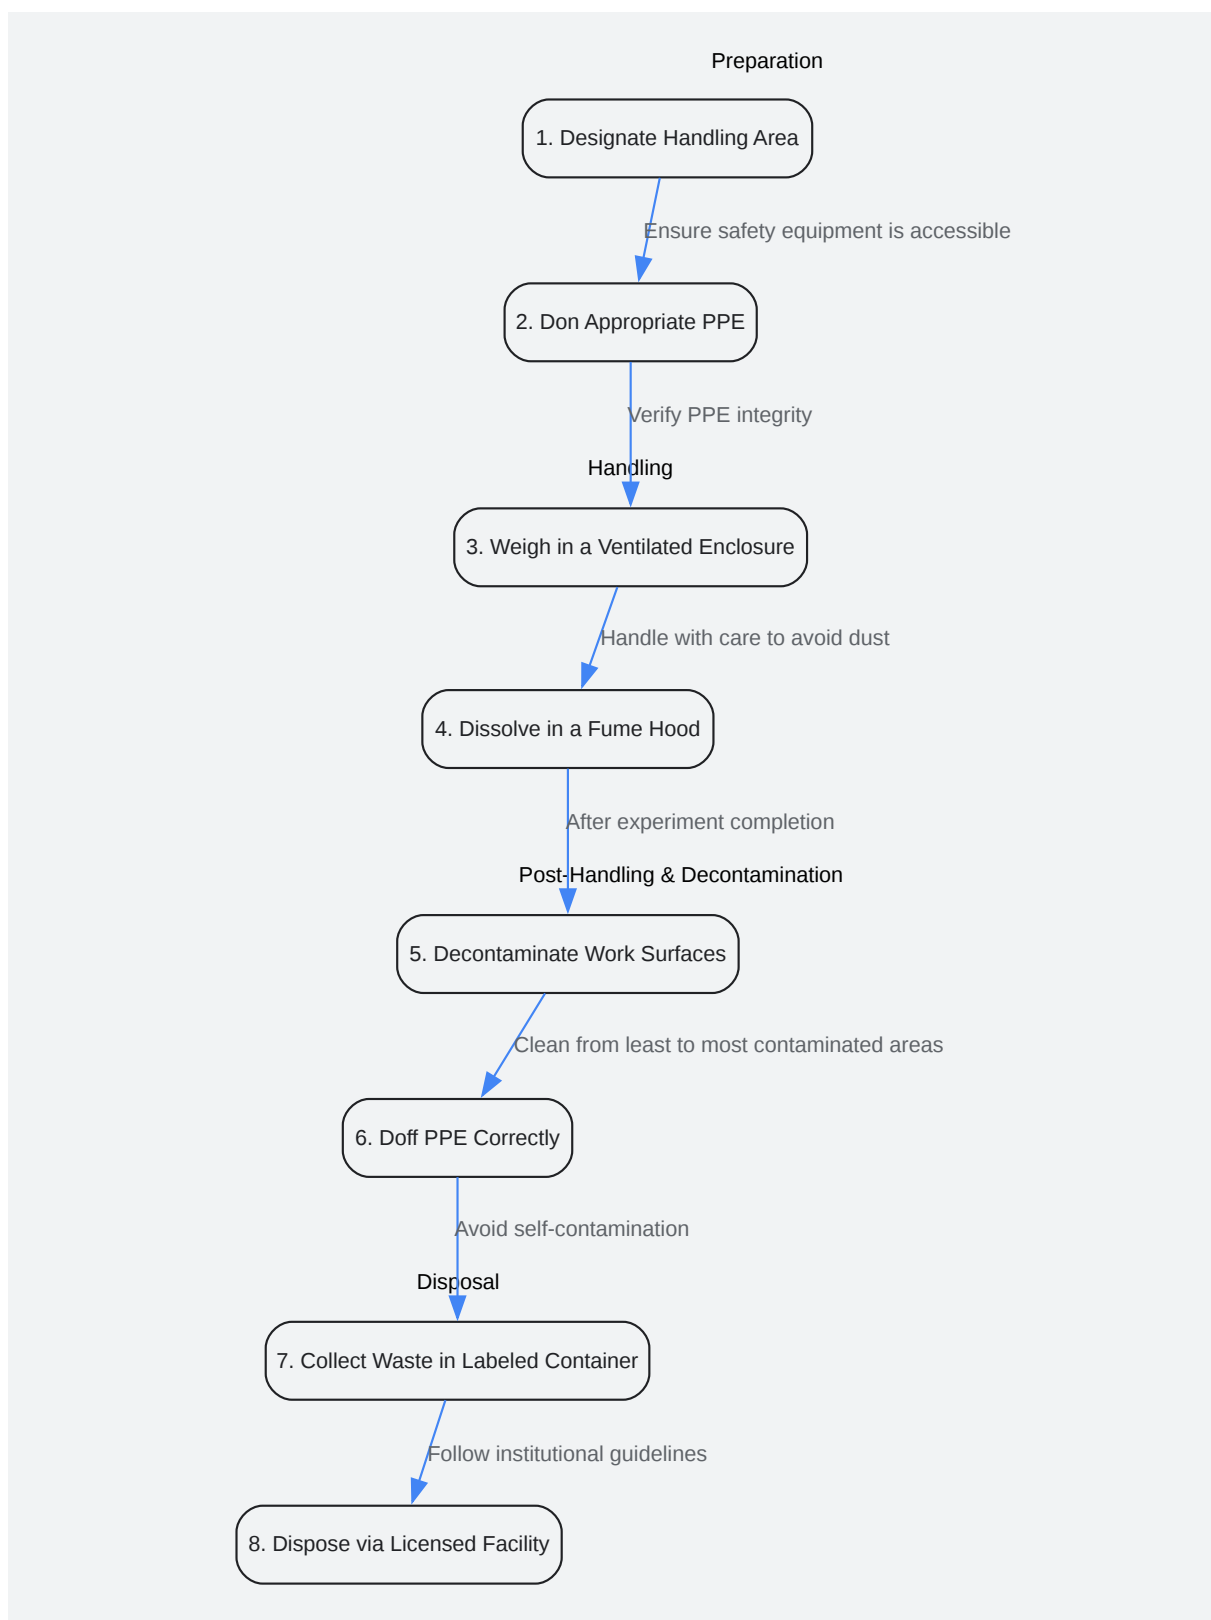 Preparation
1. Designate Handling Area
Ensure safety equipment is accessible
2. Don Appropriate PPE
Verify PPE integrity
Handling
3. Weigh in a Ventilated Enclosure
Handle with care to avoid dust
4. Dissolve in a Fume Hood
After experiment completion
Post-Handling & Decontamination
5. Decontaminate Work Surfaces
Clean from least to most contaminated areas
6. Doff PPE Correctly
Avoid self-contamination
Disposal
7. Collect Waste in Labeled Container
Follow institutional guidelines
8. Dispose via Licensed Facility